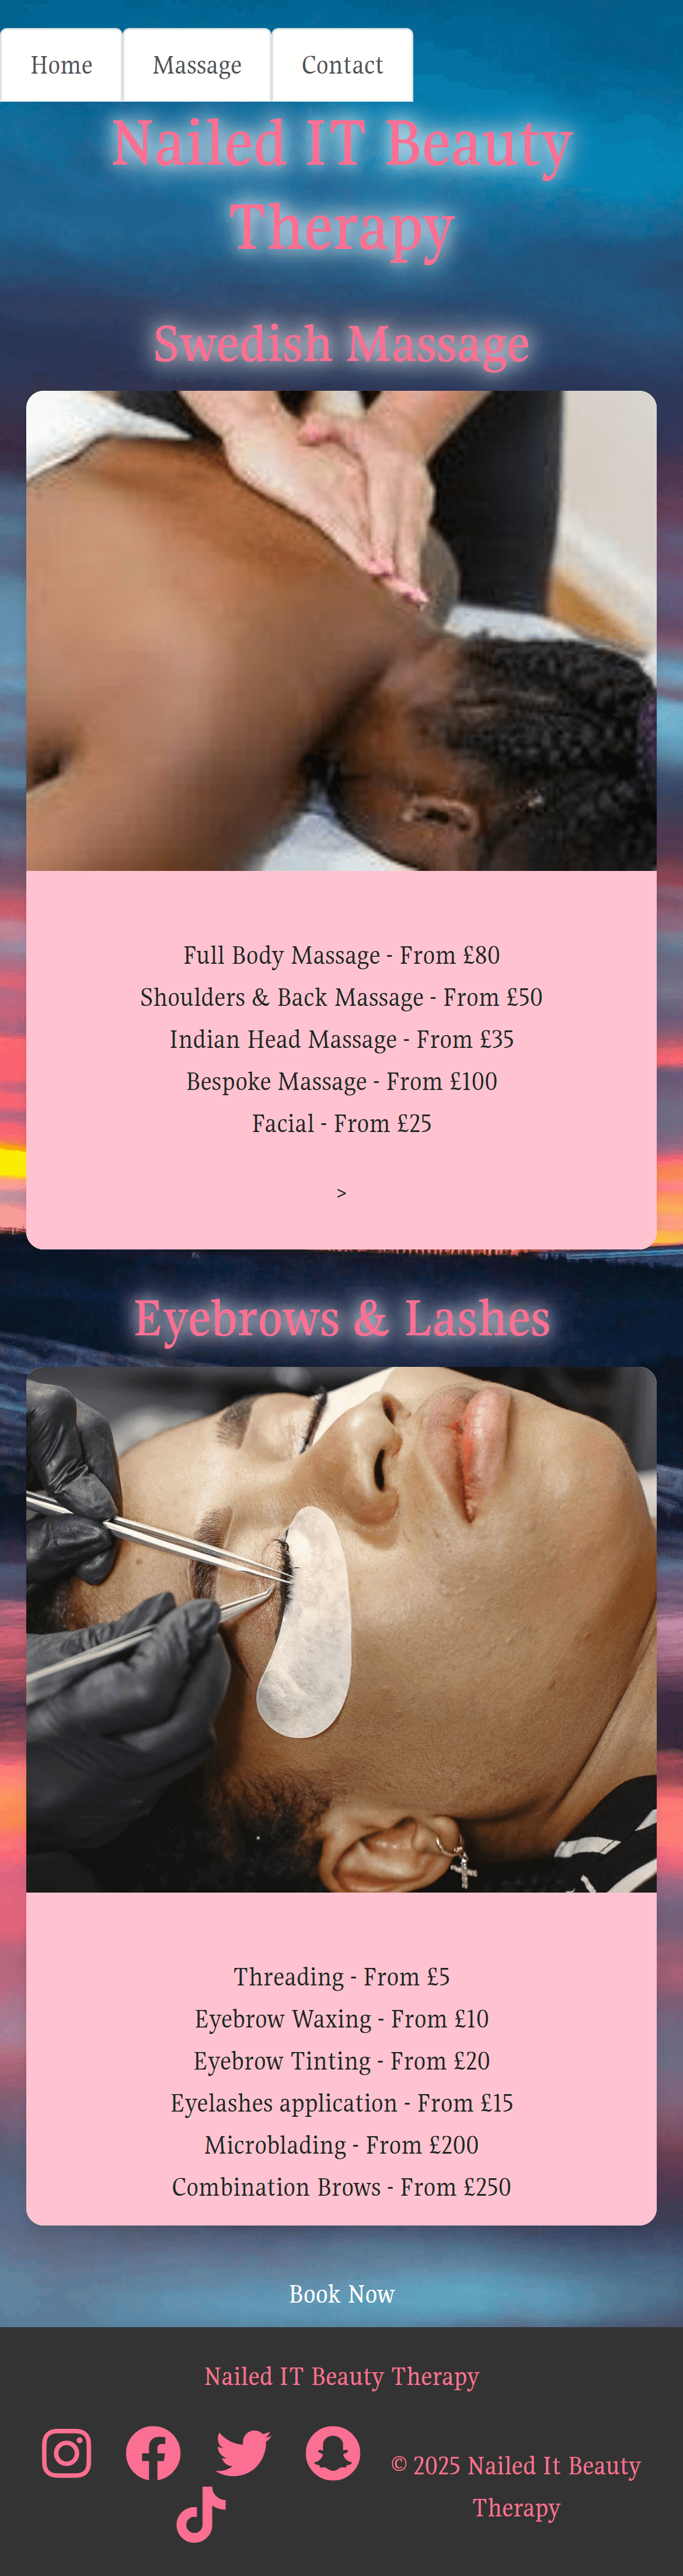 Home Massage Contact
Nailed IT Beauty
Therapy
Swedish Massage
Full Body Massage - From £80
Shoulders & Back Massage - From £50
Indian Head Massage - From £35
Bespoke Massage - From £100
Facial - From £25
>
Eyebrows & Lashes
Threading - From £5
Eyebrow Waxing - From £10
Eyebrow Tinting - From £20
Eyelashes application - From £15
Microblading - From £200
Combination Brows - From £250
Book Now
Nailed IT Beauty Therapy
© 2025 Nailed It Beauty
Therapy